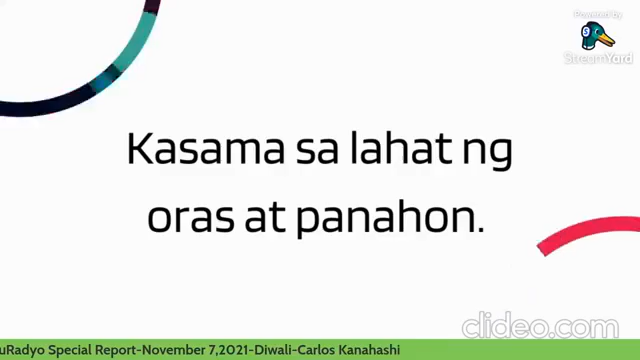 Powered by
StreamYard
Kasama sa lahat ng
oras at panahon.
clideo.com
uRadyo Special Report-November 7,2021-Diwali-Carlos Kanahashi